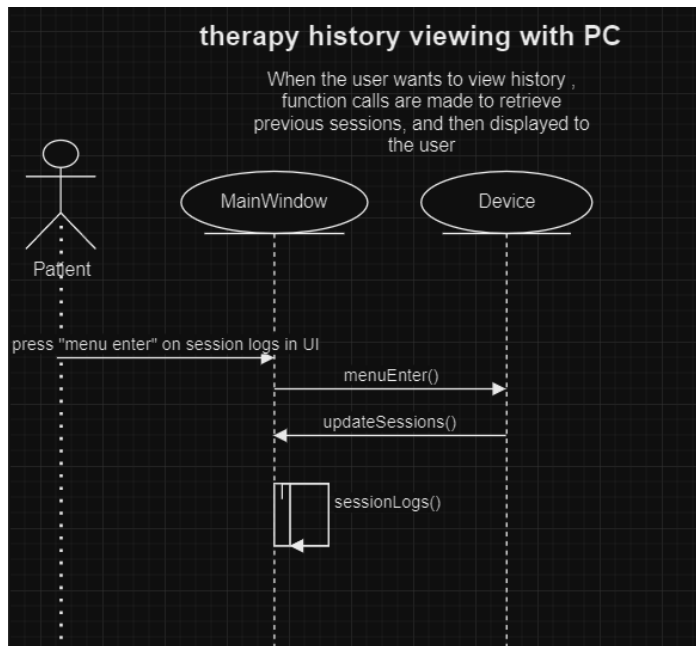 therapy history viewing with PC
When the user wants to view history ,
function calls are made to retrieve
previous sessions, and then displayed to
the user
MainWindow
Device
Patient
press "menu enter" on session logs in UI
menuEnter()
updateSessions()
sessionLogs()